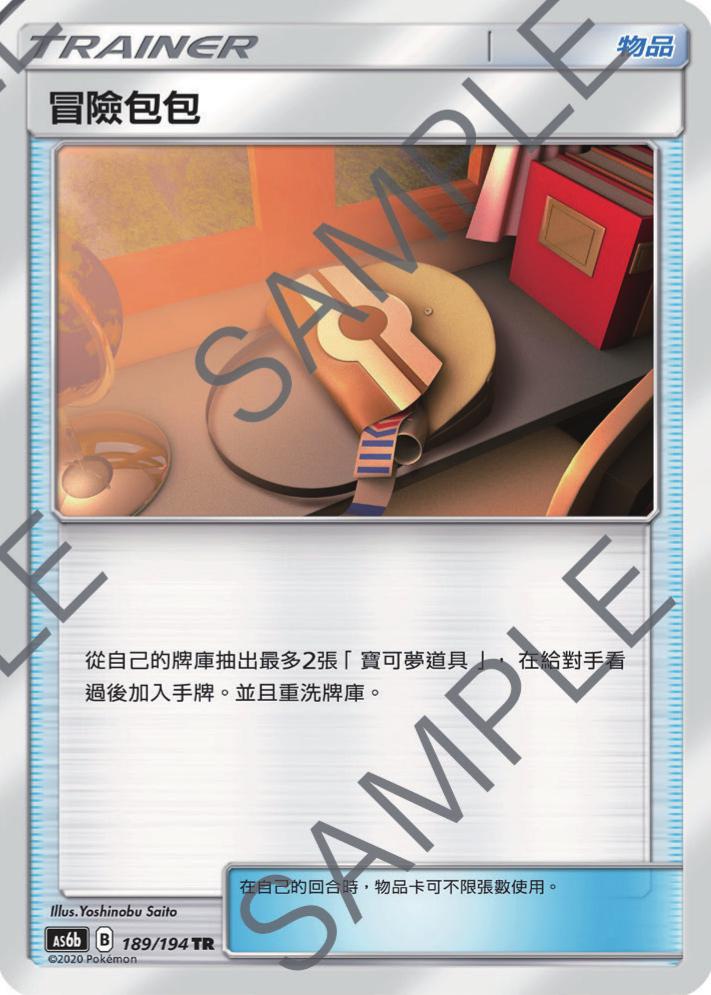 TRAINER
物品
冒險包包
SAMPLE
從自己的牌庫抽出最多2張「寶可夢道具」,在給對手看
過後加入手牌。並且重洗牌庫。
SAMPLE
在自己的回合時,物品卡可不限張數使用。
Illus.Yoshinobu Saito
AS6b B 189/194 TR
©2020 Pokémon